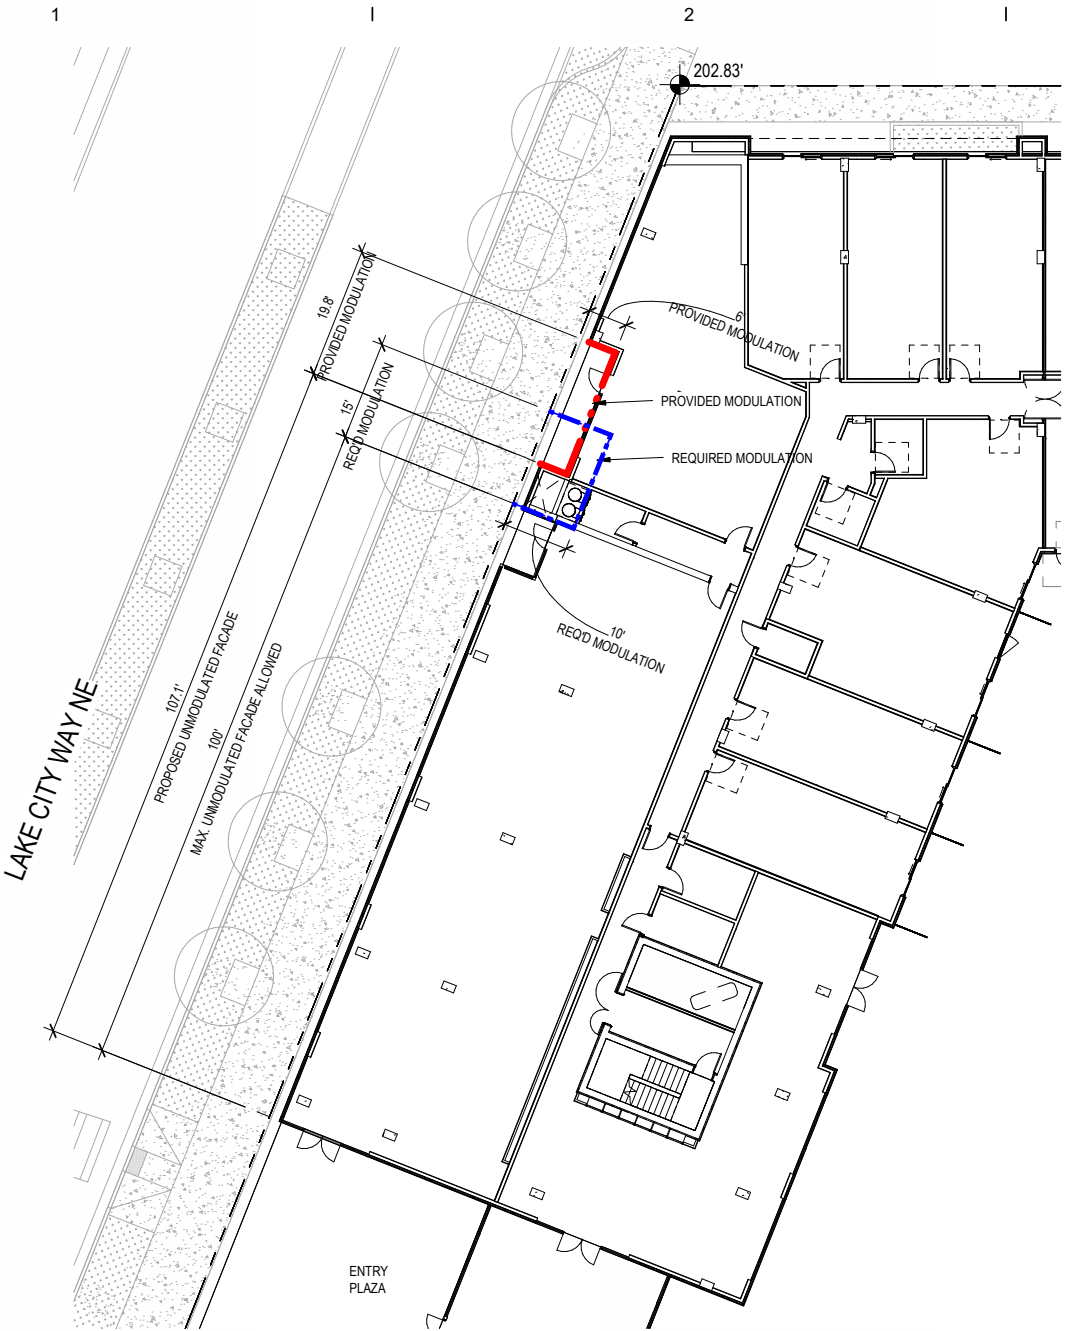 1
2
202.83'
19.8'
PROVIDED MODULATION
15'
REQ'D MODULATION
6'
PROVIDED MODULATION
PROVIDED MODULATION
REQUIRED MODULATION
10'
REQ'D MODULATION
107.1'
PROPOSED UNMODULATED FACADE
100'
MAX. UNMODULATED FACADE ALLOWED
LAKE CITY WAY NE
ENTRY
PLAZA